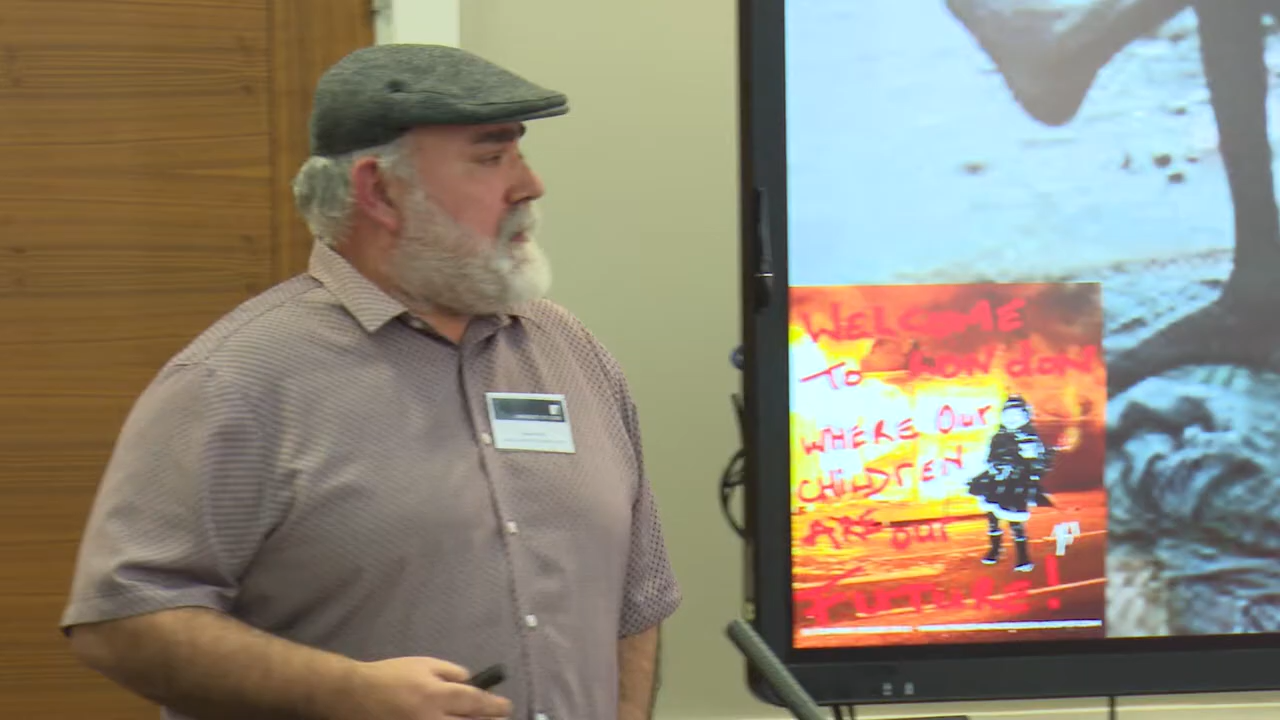 WELCOME
TO LONDON
WHERE Our
CHILDrEN
ARE our
FUTURE!